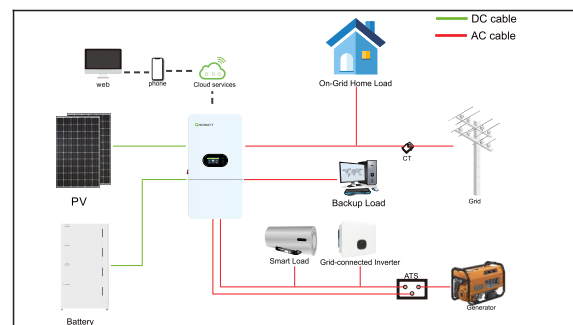 DC cable
AC cable
web
phone
Cloud services
On-Grid Home Load
GROWATT
CT
PV
Grid
Backup Load
Smart Load
Grid-connected Inverter
ATS
Battery
Generator